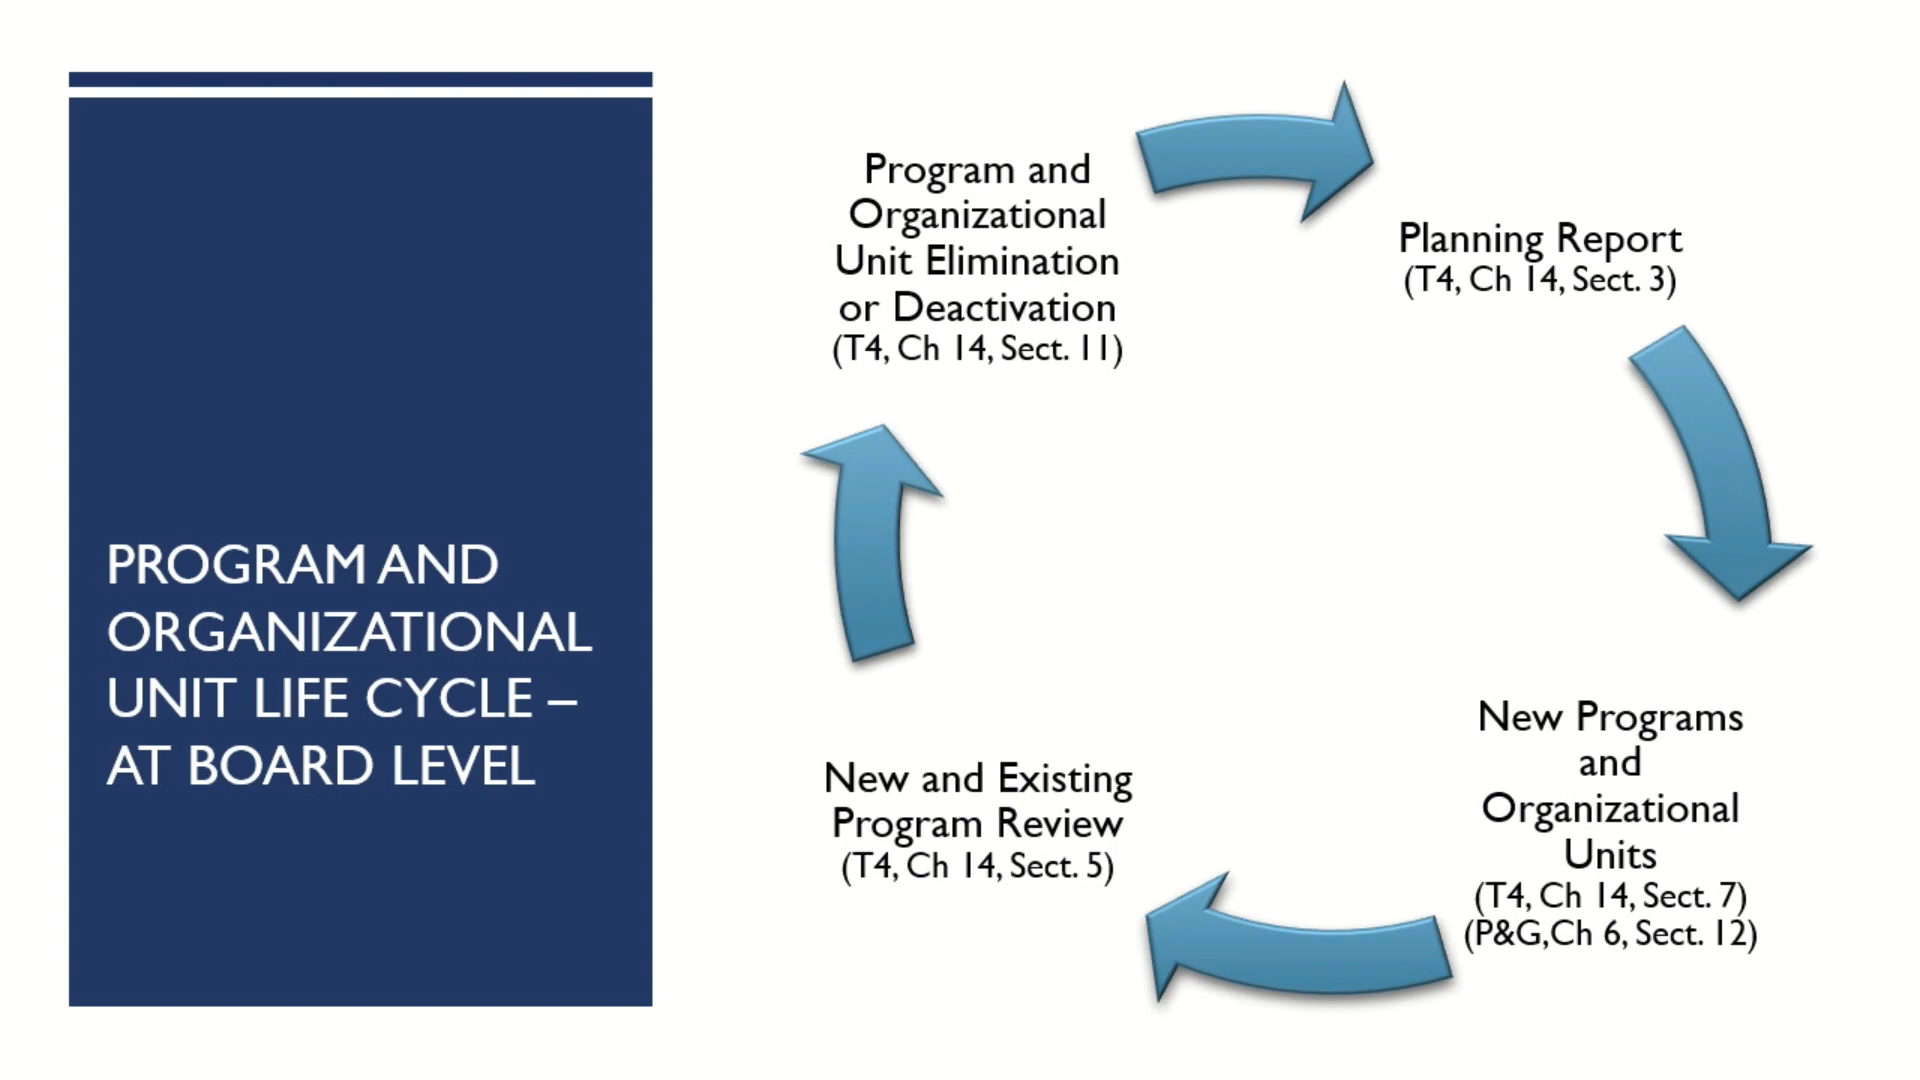 PROGRAM AND
ORGANIZATIONAL
UNIT LIFE CYCLE –
AT BOARD LEVEL
Program and
Organizational
Unit Elimination
or Deactivation
(T4, Ch 14, Sect. 11)
Planning Report
(T4, Ch 14, Sect. 3)
New Programs
and
Organizational
Units
(T4, Ch 14, Sect. 7)
(P&G,Ch 6, Sect. 12)
New and Existing
Program Review
(T4, Ch 14, Sect. 5)